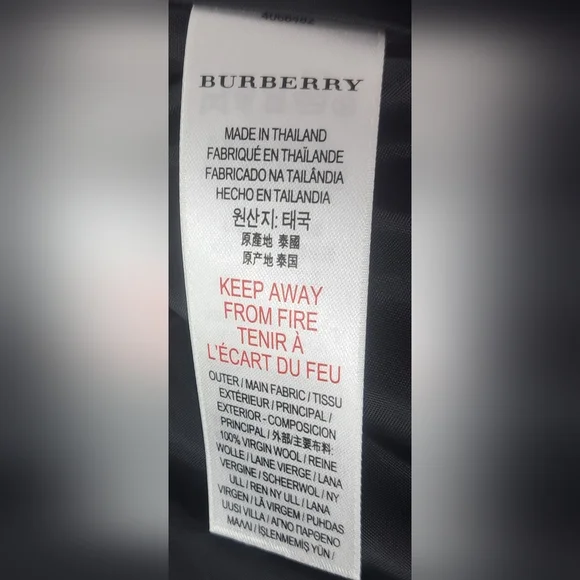 BURBERRY
MADE IN THAILAND
FABRIQUÉ EN THAÏLANDE
FABRICADO NA TAILÂNDIA
HECHO EN TAILANDIA
원산지: 태국
原產地 泰國
原产地 泰国
KEEP AWAY
FROM FIRE
TENIR À
L'ÉCART DU FEU
OUTER / MAIN FABRIC / TISSU
EXTÉRIEUR / PRINCIPAL /
EXTERIOR - COMPOSICION
PRINCIPAL / 外部/主要布料:
100% VIRGIN WOOL / REINE
WOLLE / LAINE VIERGE / LANA
VERGINE / SCHEERWOL / NY
ULL / REN NY ULL / LANA
VIRGEN / LÃ VIRGEM / PUHDAS
UUSI VILLA / ΑΓΝΟ ΠΑΡΘΕΝΟ
ΜΑΛΛΙ / İŞLENMEMİŞ YÜN /